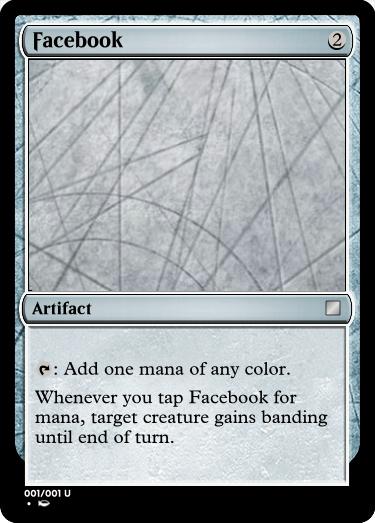 Facebook 2
Artifact
: Add one mana of any color.
Whenever you tap Facebook for
mana, target creature gains banding
until end of turn.
001/001 U
•